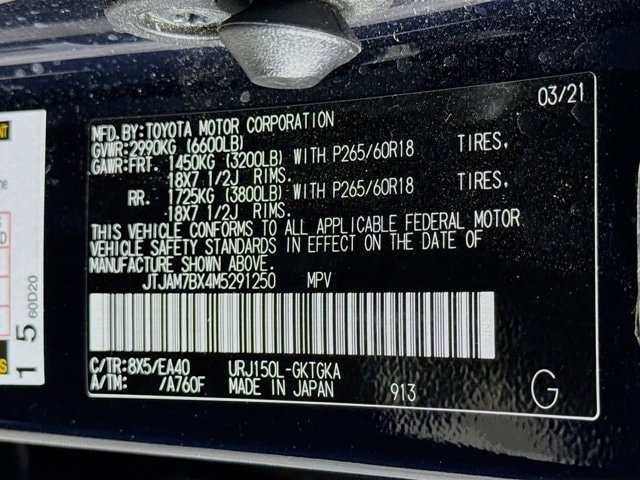 03/21
MFD.BY:TOYOTA MOTOR CORPORATION
GVWR:2990KG (6600LB)
GAWR:FRT. 1450KG (3200LB) WITH P265/60R18 TIRES,
18X7 1/2J RIMS.
RR. 1725KG (3800LB) WITH P265/60R18 TIRES,
18X7 1/2J RIMS.
THIS VEHICLE CONFORMS TO ALL APPLICABLE FEDERAL MOTOR
VEHICLE SAFETY STANDARDS IN EFFECT ON THE DATE OF
MANUFACTURE SHOWN ABOVE.
JTJAM7BX4M5291250 MPV
C/TR:8X5/EA40 URJ150L-GKTGKA
A/TM: /A760F MADE IN JAPAN 913 G
15
60D20